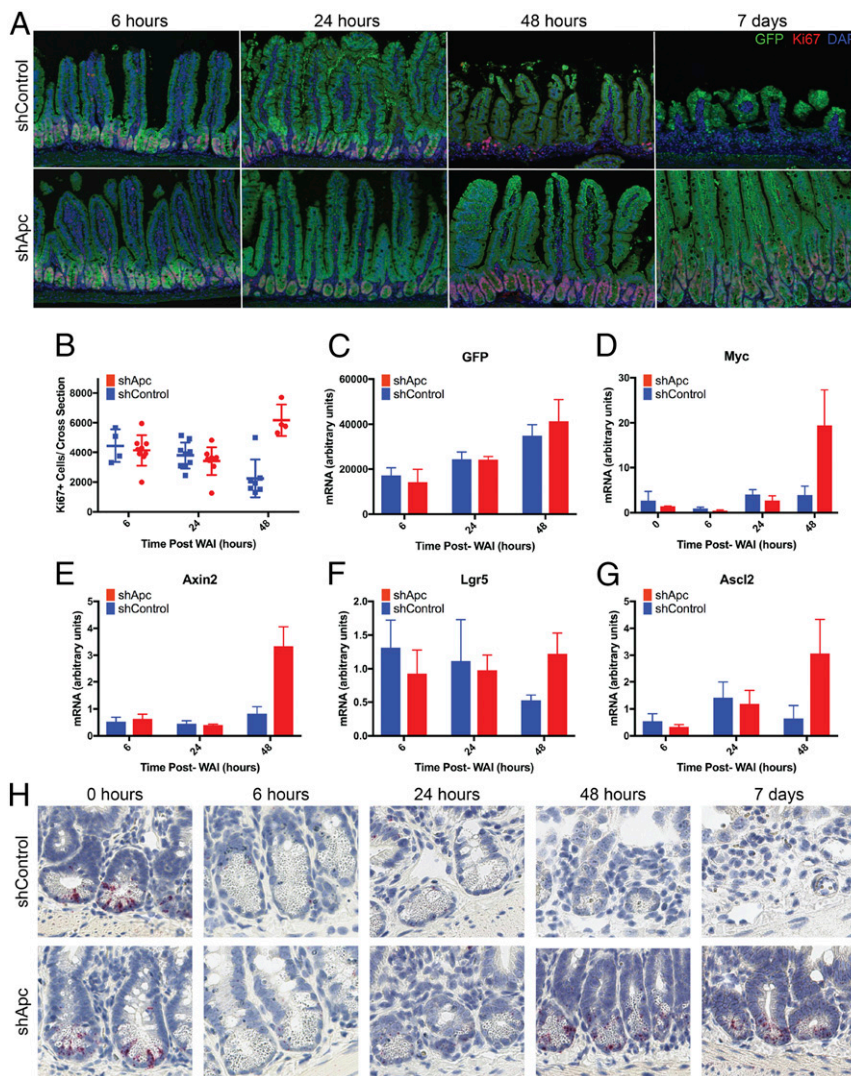 A
6 hours 24 hours 48 hours 7 days
GFP Ki67 DAPI
shControl
shApc
B
shApc
shControl
Ki67+ Cells/ Cross Section
8000
6000
4000
2000
0
6 24 48
Time Post WAI (hours)
C
GFP
shApc
shControl
mRNA (arbitrary units)
60000
40000
20000
0
6 24 48
Time Post- WAI (hours)
D
Myc
shApc
shControl
mRNA (arbitrary units)
30
20
10
0
0 6 24 48
Time Post- WAI (hours)
E
Axin2
shApc
shControl
mRNA (arbitrary units)
5
4
3
2
1
0
6 24 48
Time Post- WAI (hours)
F
Lgr5
shApc
shControl
mRNA (arbitrary units)
2.0
1.5
1.0
0.5
0.0
6 24 48
Time Post- WAI (hours)
G
Ascl2
shApc
shControl
mRNA (arbitrary units)
5
4
3
2
1
0
6 24 48
Time Post- WAI (hours)
H
0 hours 6 hours 24 hours 48 hours 7 days
shControl
shApc